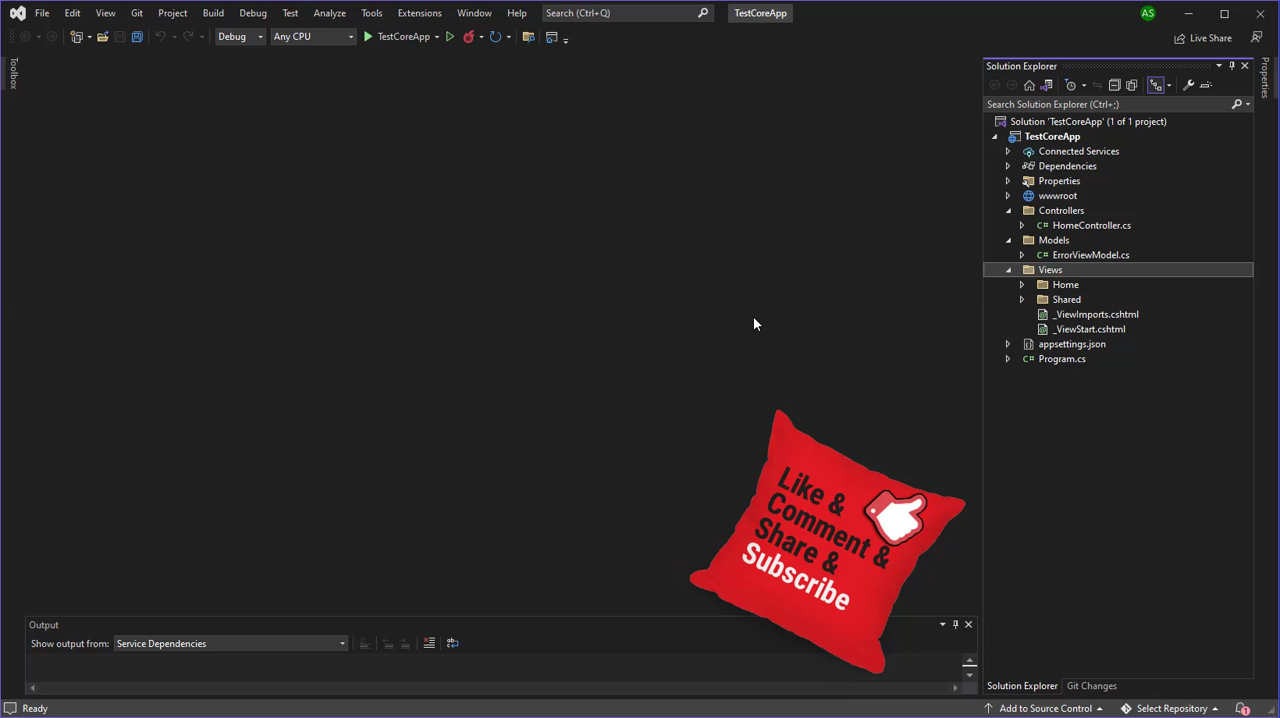 File Edit View Git Project Build Debug Test Analyze Tools Extensions Window Help Search (Ctrl+Q) TestCoreApp AS
Debug Any CPU TestCoreApp Live Share
Toolbox
Solution Explorer
Properties
Search Solution Explorer (Ctrl+;)
Solution 'TestCoreApp' (1 of 1 project)
TestCoreApp
Connected Services
Dependencies
Properties
wwwroot
Controllers
C# HomeController.cs
Models
C# ErrorViewModel.cs
Views
Home
Shared
_ViewImports.cshtml
_ViewStart.cshtml
appsettings.json
C# Program.cs
Like &
Comment &
Share &
Subscribe
Output
Show output from: Service Dependencies
Solution Explorer Git Changes
Ready Add to Source Control Select Repository 1